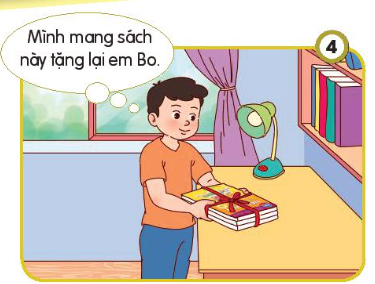 Mình mang sách
này tặng lại em Bo.
4